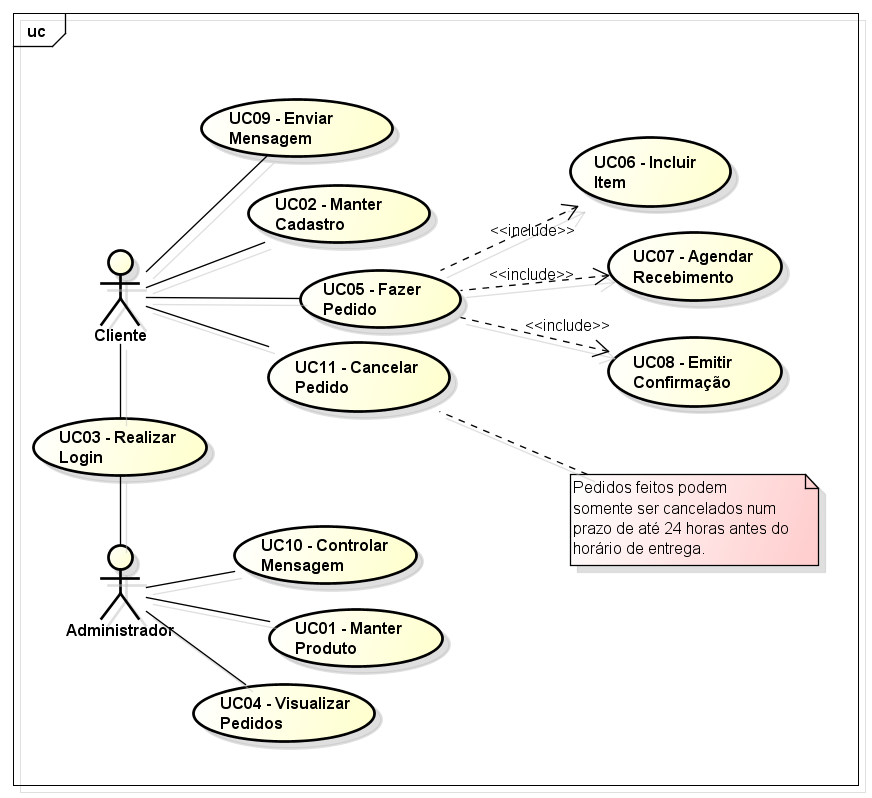 uc
UC09 - Enviar
Mensagem
UC06 - Incluir
Item
UC02 - Manter
Cadastro
<<include>>
UC07 - Agendar
Recebimento
<<include>>
UC05 - Fazer
Pedido
<<include>>
Cliente
UC11 - Cancelar
Pedido
UC08 - Emitir
Confirmação
UC03 - Realizar
Login
Pedidos feitos podem
somente ser cancelados num
prazo de até 24 horas antes do
horário de entrega.
UC10 - Controlar
Mensagem
Administrador
UC01 - Manter
Produto
UC04 - Visualizar
Pedidos